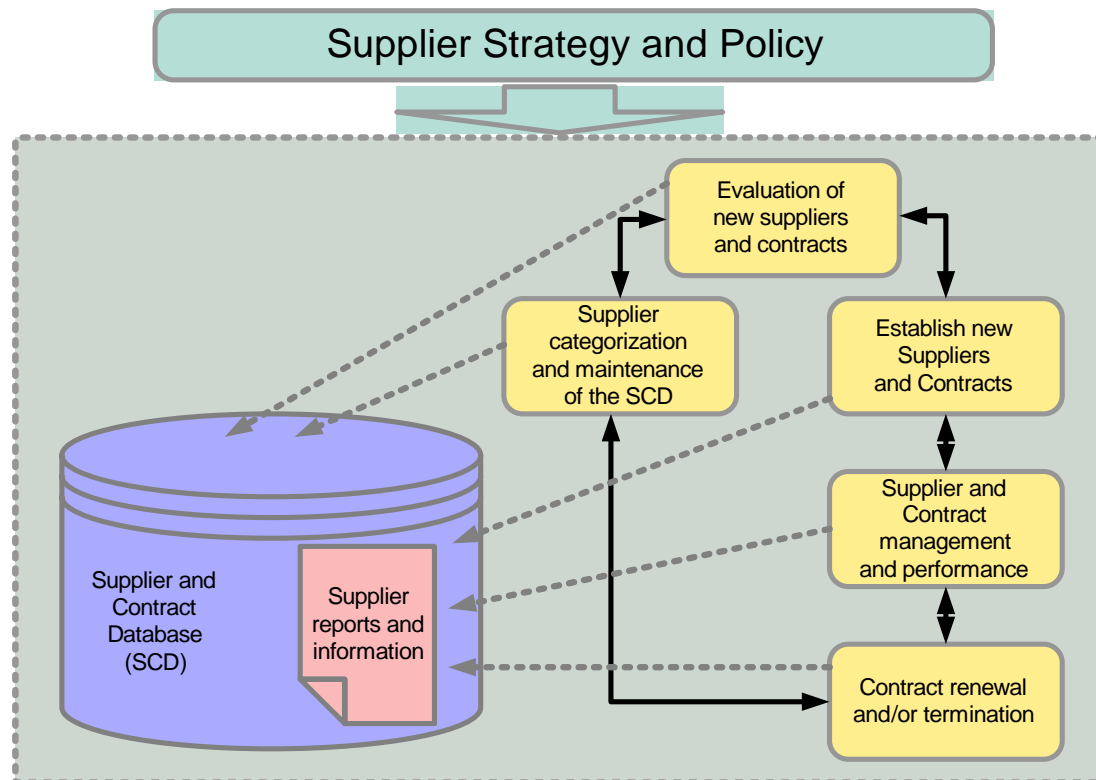 Supplier Strategy and Policy
Evaluation of
new suppliers
and contracts
Supplier
categorization
and maintenance
of the SCD
Establish new
Suppliers
and Contracts
Supplier and
Contract
management
and performance
Contract renewal
and/or termination
Supplier and
Contract
Database
(SCD)
Supplier
reports and
information